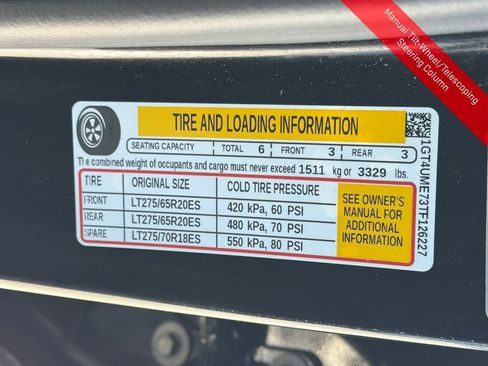 Manual Tilt-Wheel/Telescoping
Steering Column
TIRE AND LOADING INFORMATION
SEATING CAPACITY TOTAL 6 FRONT 3 REAR 3
The combined weight of occupants and cargo must never exceed 1511 kg or 3329 lbs.
TIRE ORIGINAL SIZE COLD TIRE PRESSURE
FRONT LT275/65R20ES 420 kPa, 60 PSI
REAR LT275/65R20ES 480 kPa, 70 PSI
SPARE LT275/70R18ES 550 kPa, 80 PSI
SEE OWNER'S
MANUAL FOR
ADDITIONAL
INFORMATION
1GT4UME73TF126227